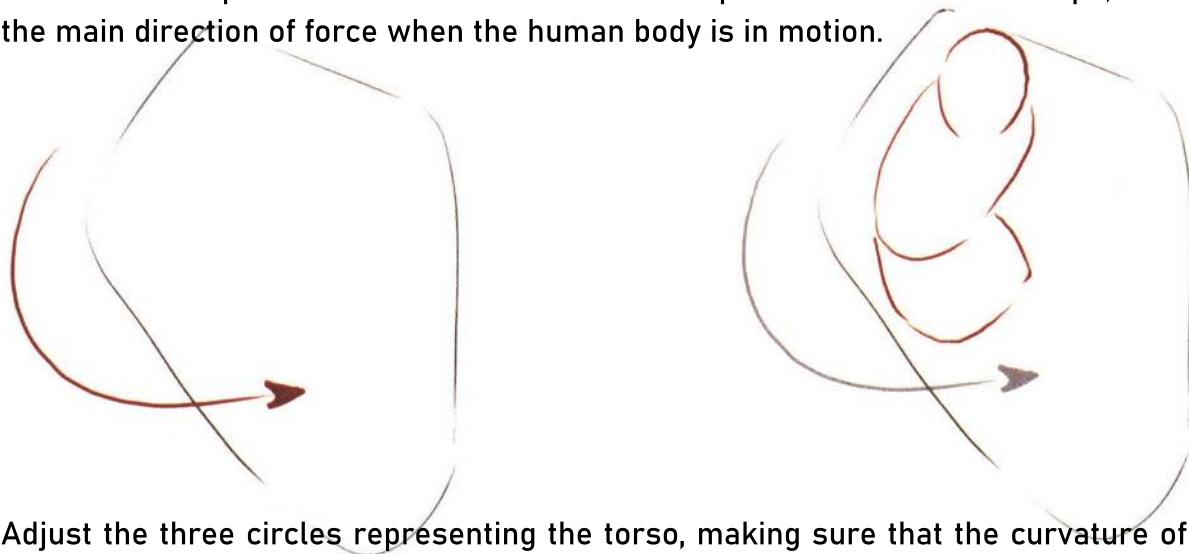 the main direction of force when the human body is in motion.
Adjust the three circles representing the torso, making sure that the curvature of